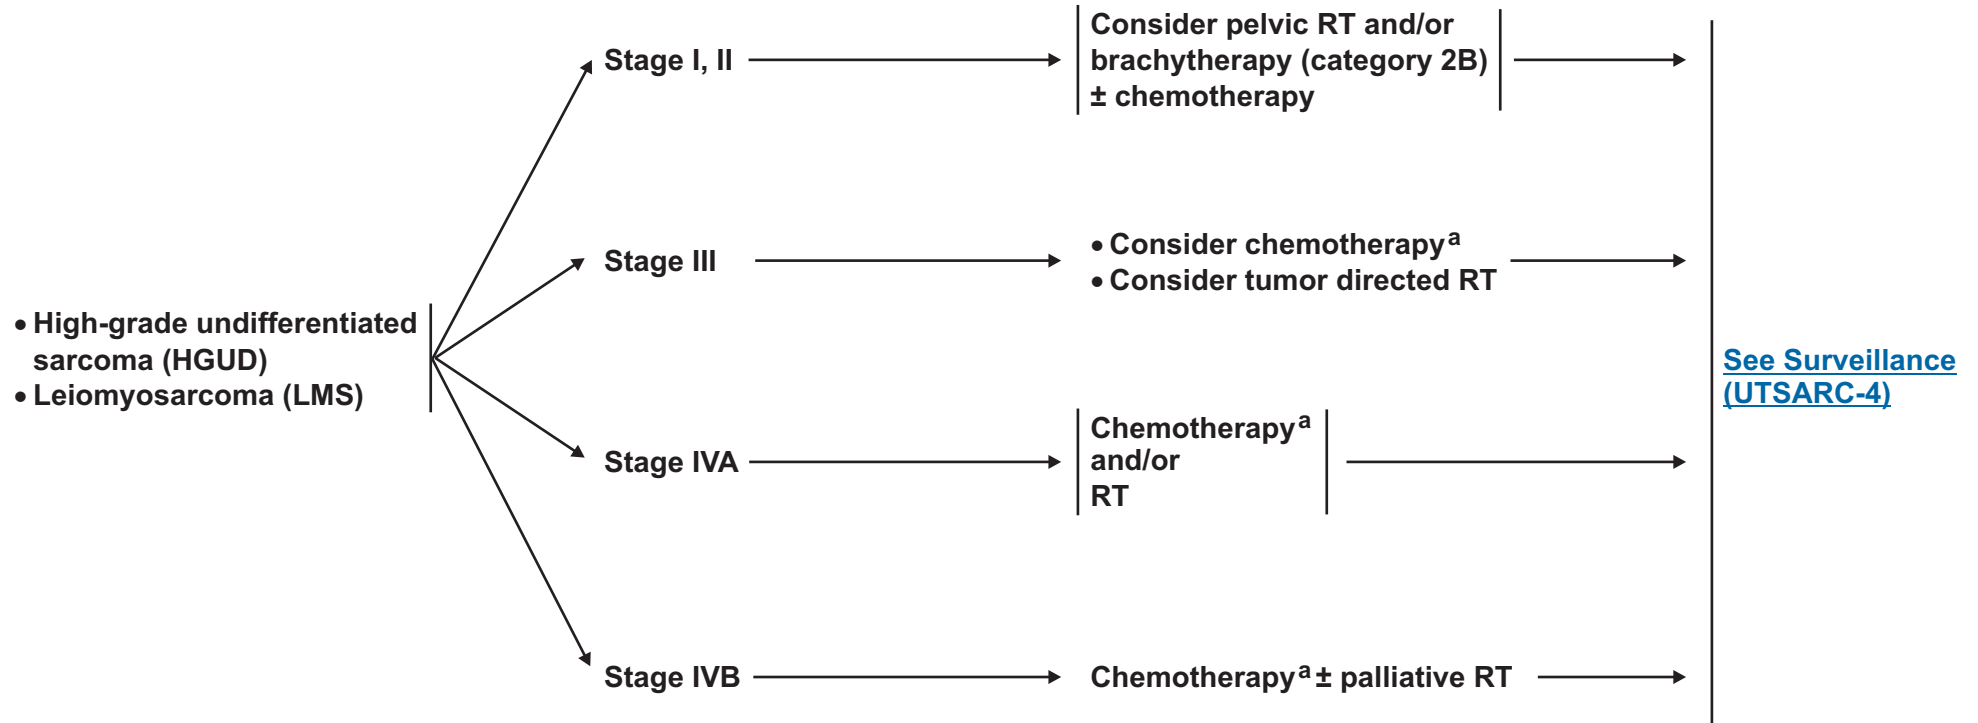 • High-grade undifferentiated
sarcoma (HGUD)
• Leiomyosarcoma (LMS)
Stage I, II
Consider pelvic RT and/or
brachytherapy (category 2B)
± chemotherapy
Stage III
• Consider chemotherapy a
• Consider tumor directed RT
Stage IVA
Chemotherapy a
and/or
RT
Stage IVB
Chemotherapy a ± palliative RT
See Surveillance
(UTSARC-4)